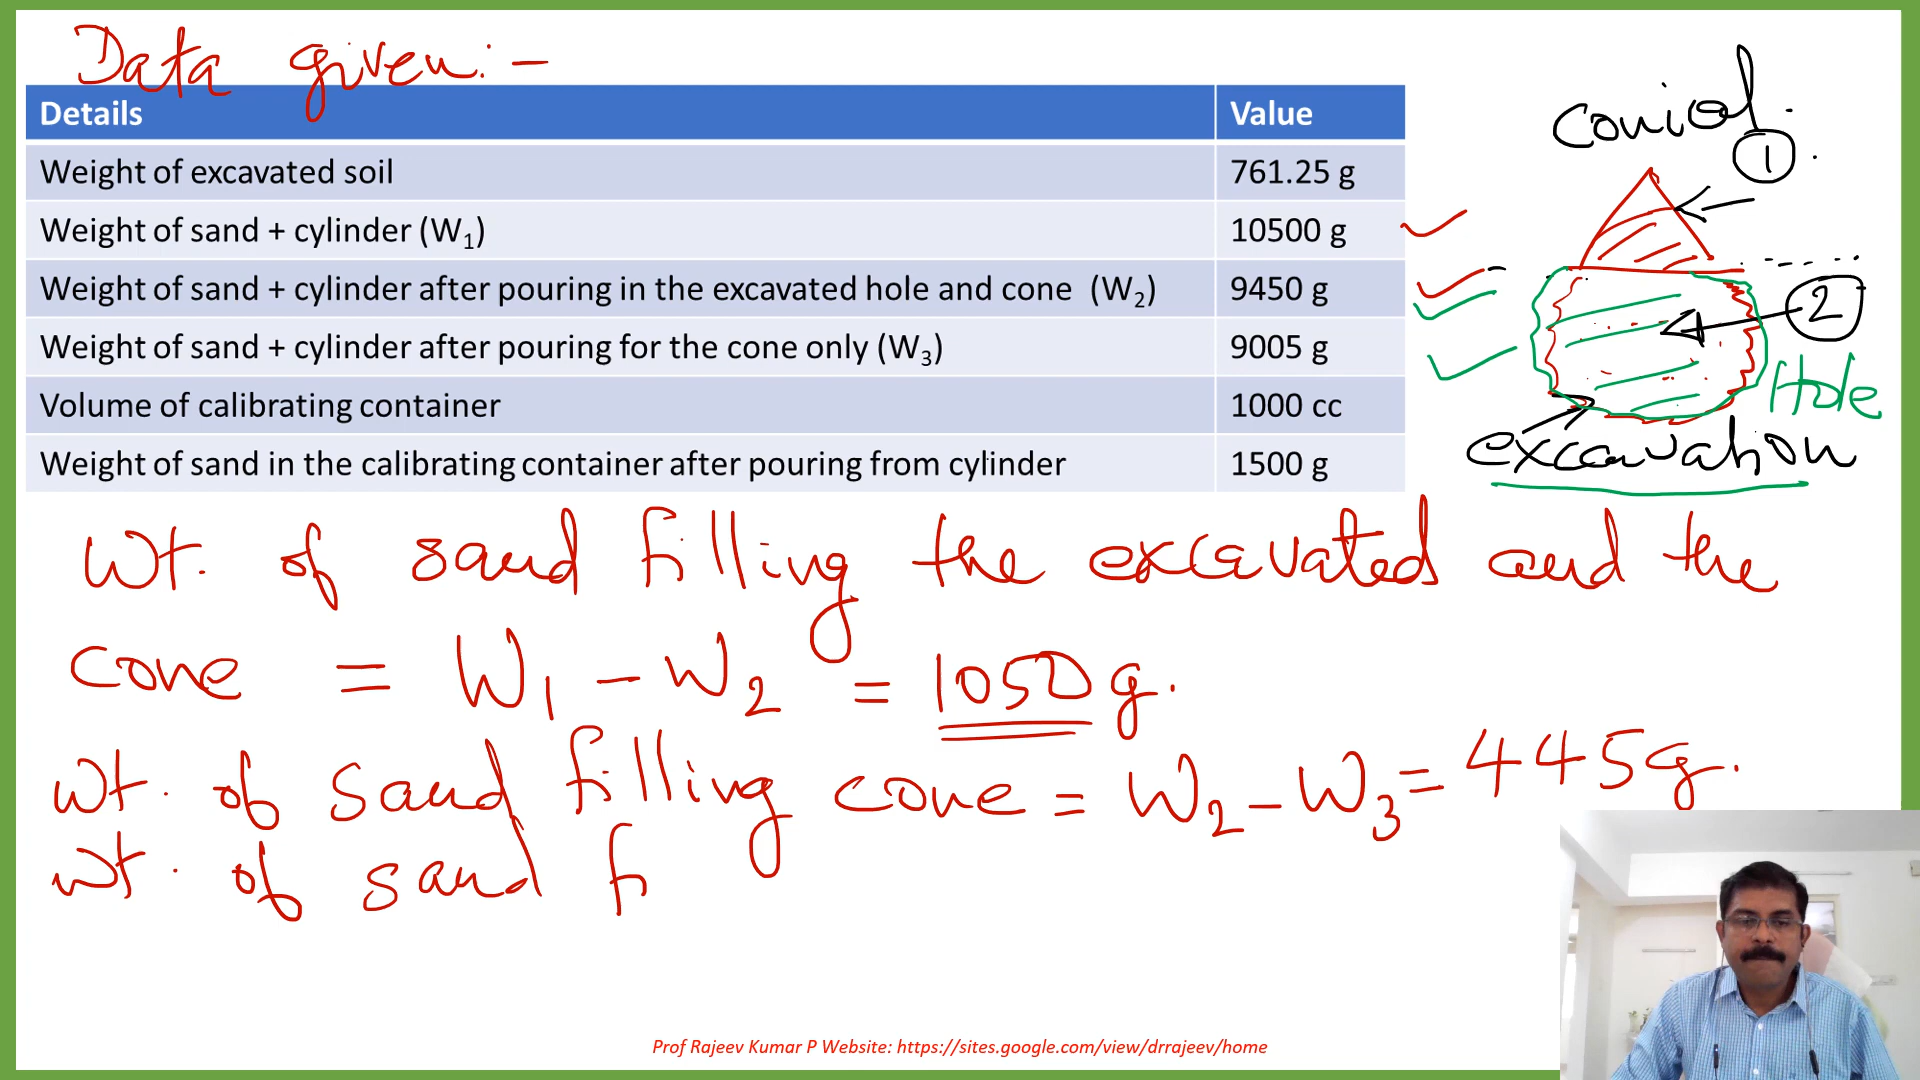 Data given:-
Details Value
Weight of excavated soil 761.25 g
Weight of sand + cylinder (W₁) 10500 g
Weight of sand + cylinder after pouring in the excavated hole and cone (W₂) 9450 g
Weight of sand + cylinder after pouring for the cone only (W₃) 9005 g
Volume of calibrating container 1000 cc
Weight of sand in the calibrating container after pouring from cylinder 1500 g
conical
1
2
Hole
excavation
Wt. of sand filling the excavated and the
cone = W₁ - W₂ = 1050 g.
wt. of sand filling cone = W₂ - W₃ = 445g.
wt. of sand fi
Prof Rajeev Kumar P Website: https://sites.google.com/view/drrajeev/home